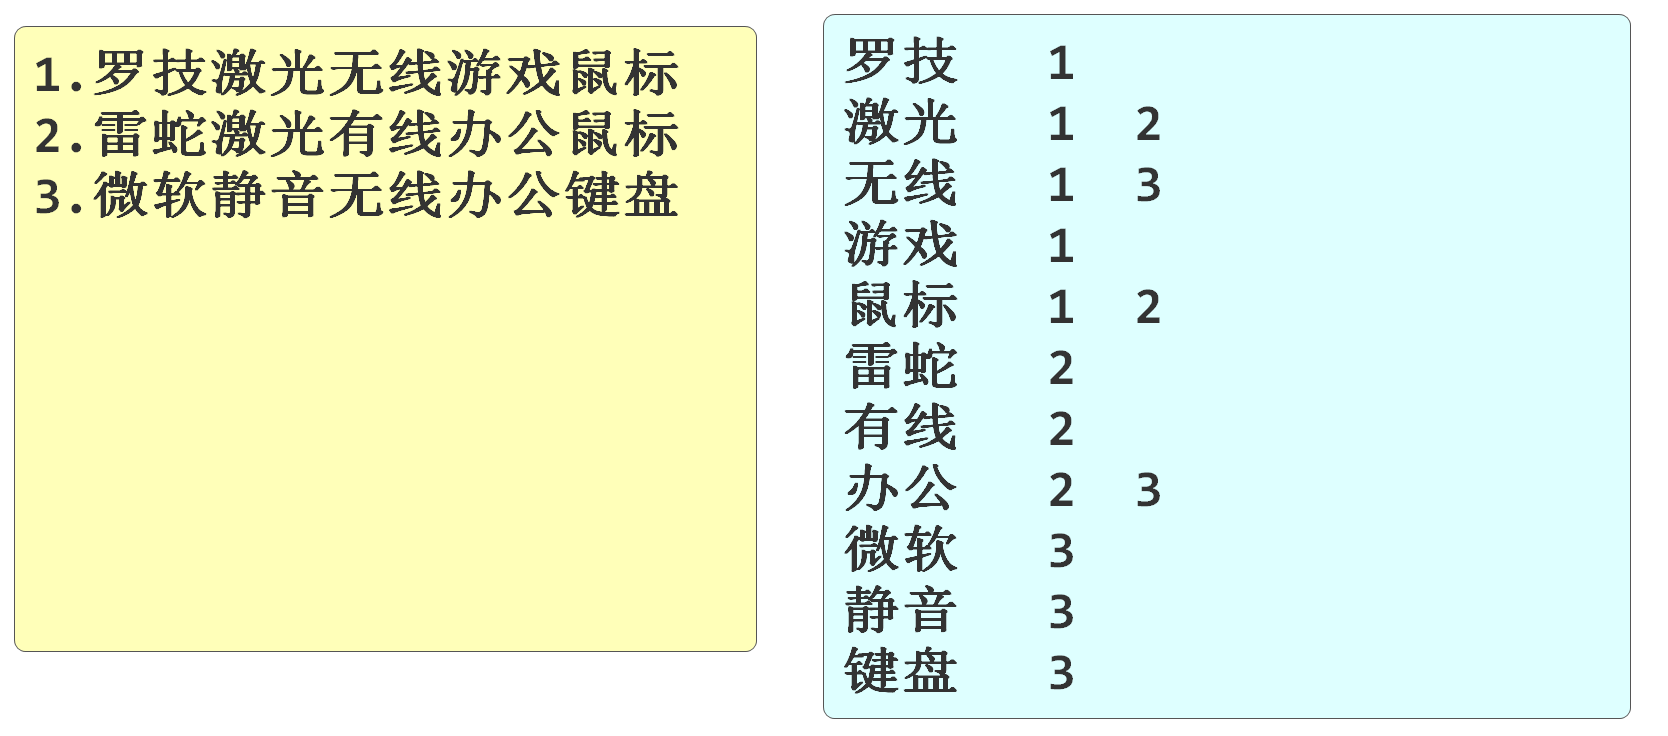 1.罗技激光无线游戏鼠标
2.雷蛇激光有线办公鼠标
3.微软静音无线办公键盘
罗技 1
激光 1 2
无线 1 3
游戏 1
鼠标 1 2
雷蛇 2
有线 2
办公 2 3
微软 3
静音 3
键盘 3